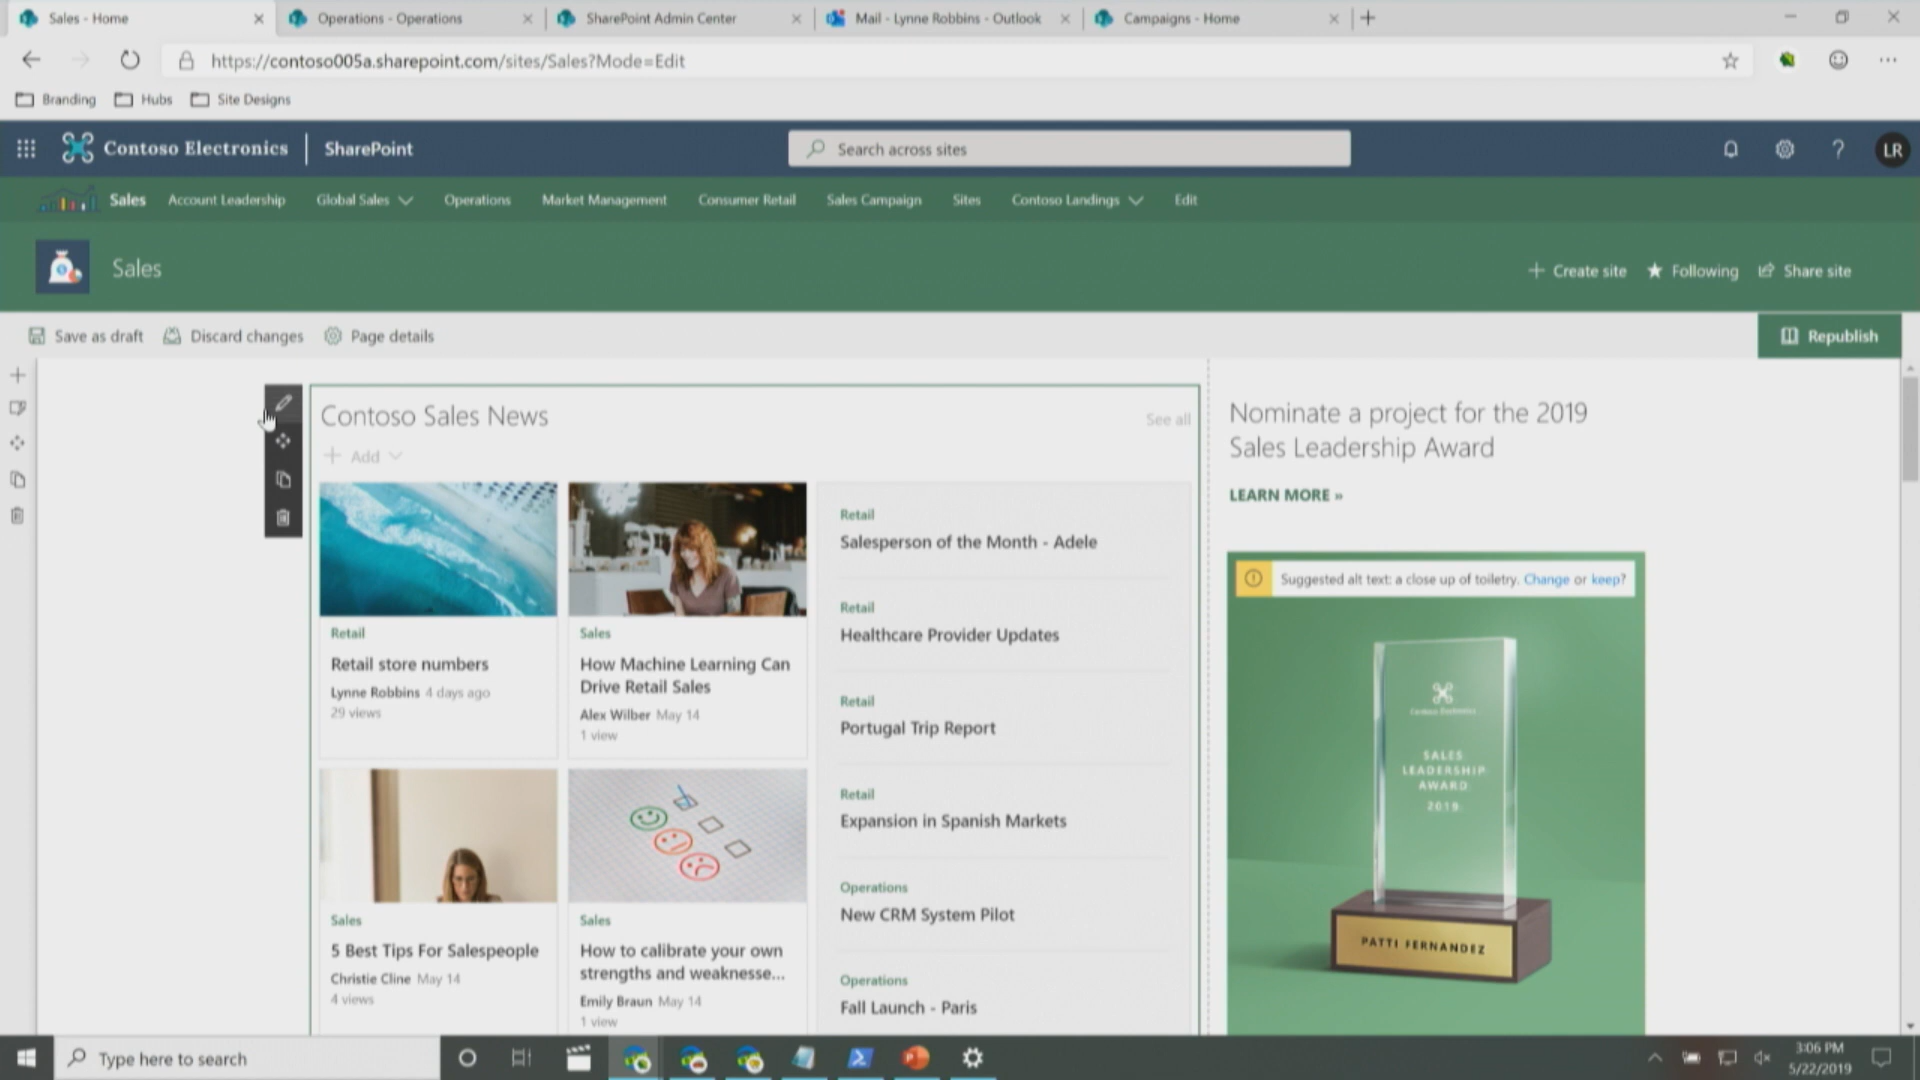 Sales - Home
Operations - Operations
SharePoint Admin Center
Mail - Lynne Robbins - Outlook
Campaigns - Home
https://contoso005a.sharepoint.com/sites/Sales?Mode=Edit
Branding
Hubs
Site Designs
Contoso Electronics
SharePoint
Search across sites
LR
Sales
Account Leadership
Global Sales
Operations
Market Management
Consumer Retail
Sales Campaign
Sites
Contoso Landings
Edit
Sales
Create site
Following
Share site
Save as draft
Discard changes
Page details
Republish
Contoso Sales News
See all
Add
Retail
Retail store numbers
Lynne Robbins 4 days ago
29 views
Sales
How Machine Learning Can
Drive Retail Sales
Alex Wilber May 14
1 view
Sales
5 Best Tips For Salespeople
Christie Cline May 14
4 views
Sales
How to calibrate your own
strengths and weaknesse...
Emily Braun May 14
1 view
Retail
Salesperson of the Month - Adele
Retail
Healthcare Provider Updates
Retail
Portugal Trip Report
Retail
Expansion in Spanish Markets
Operations
New CRM System Pilot
Operations
Fall Launch - Paris
Nominate a project for the 2019
Sales Leadership Award
LEARN MORE »
Suggested alt text: a close up of toiletry. Change or keep?
Contoso Electronics
SALES
LEADERSHIP
AWARD
2019
PATTI FERNANDEZ
Type here to search
3:06 PM
5/22/2019